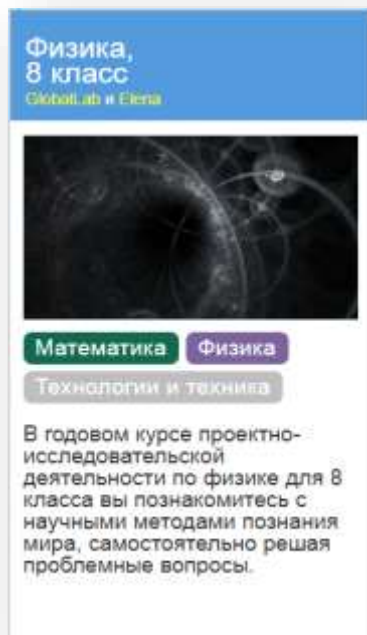 Физика,
8 класс
GlobalLab и Elena
Математика Физика
Технологии и техника
В годовом курсе проектно-
исследовательской
деятельности по физике для 8
класса вы познакомитесь с
научными методами познания
мира, самостоятельно решая
проблемные вопросы.